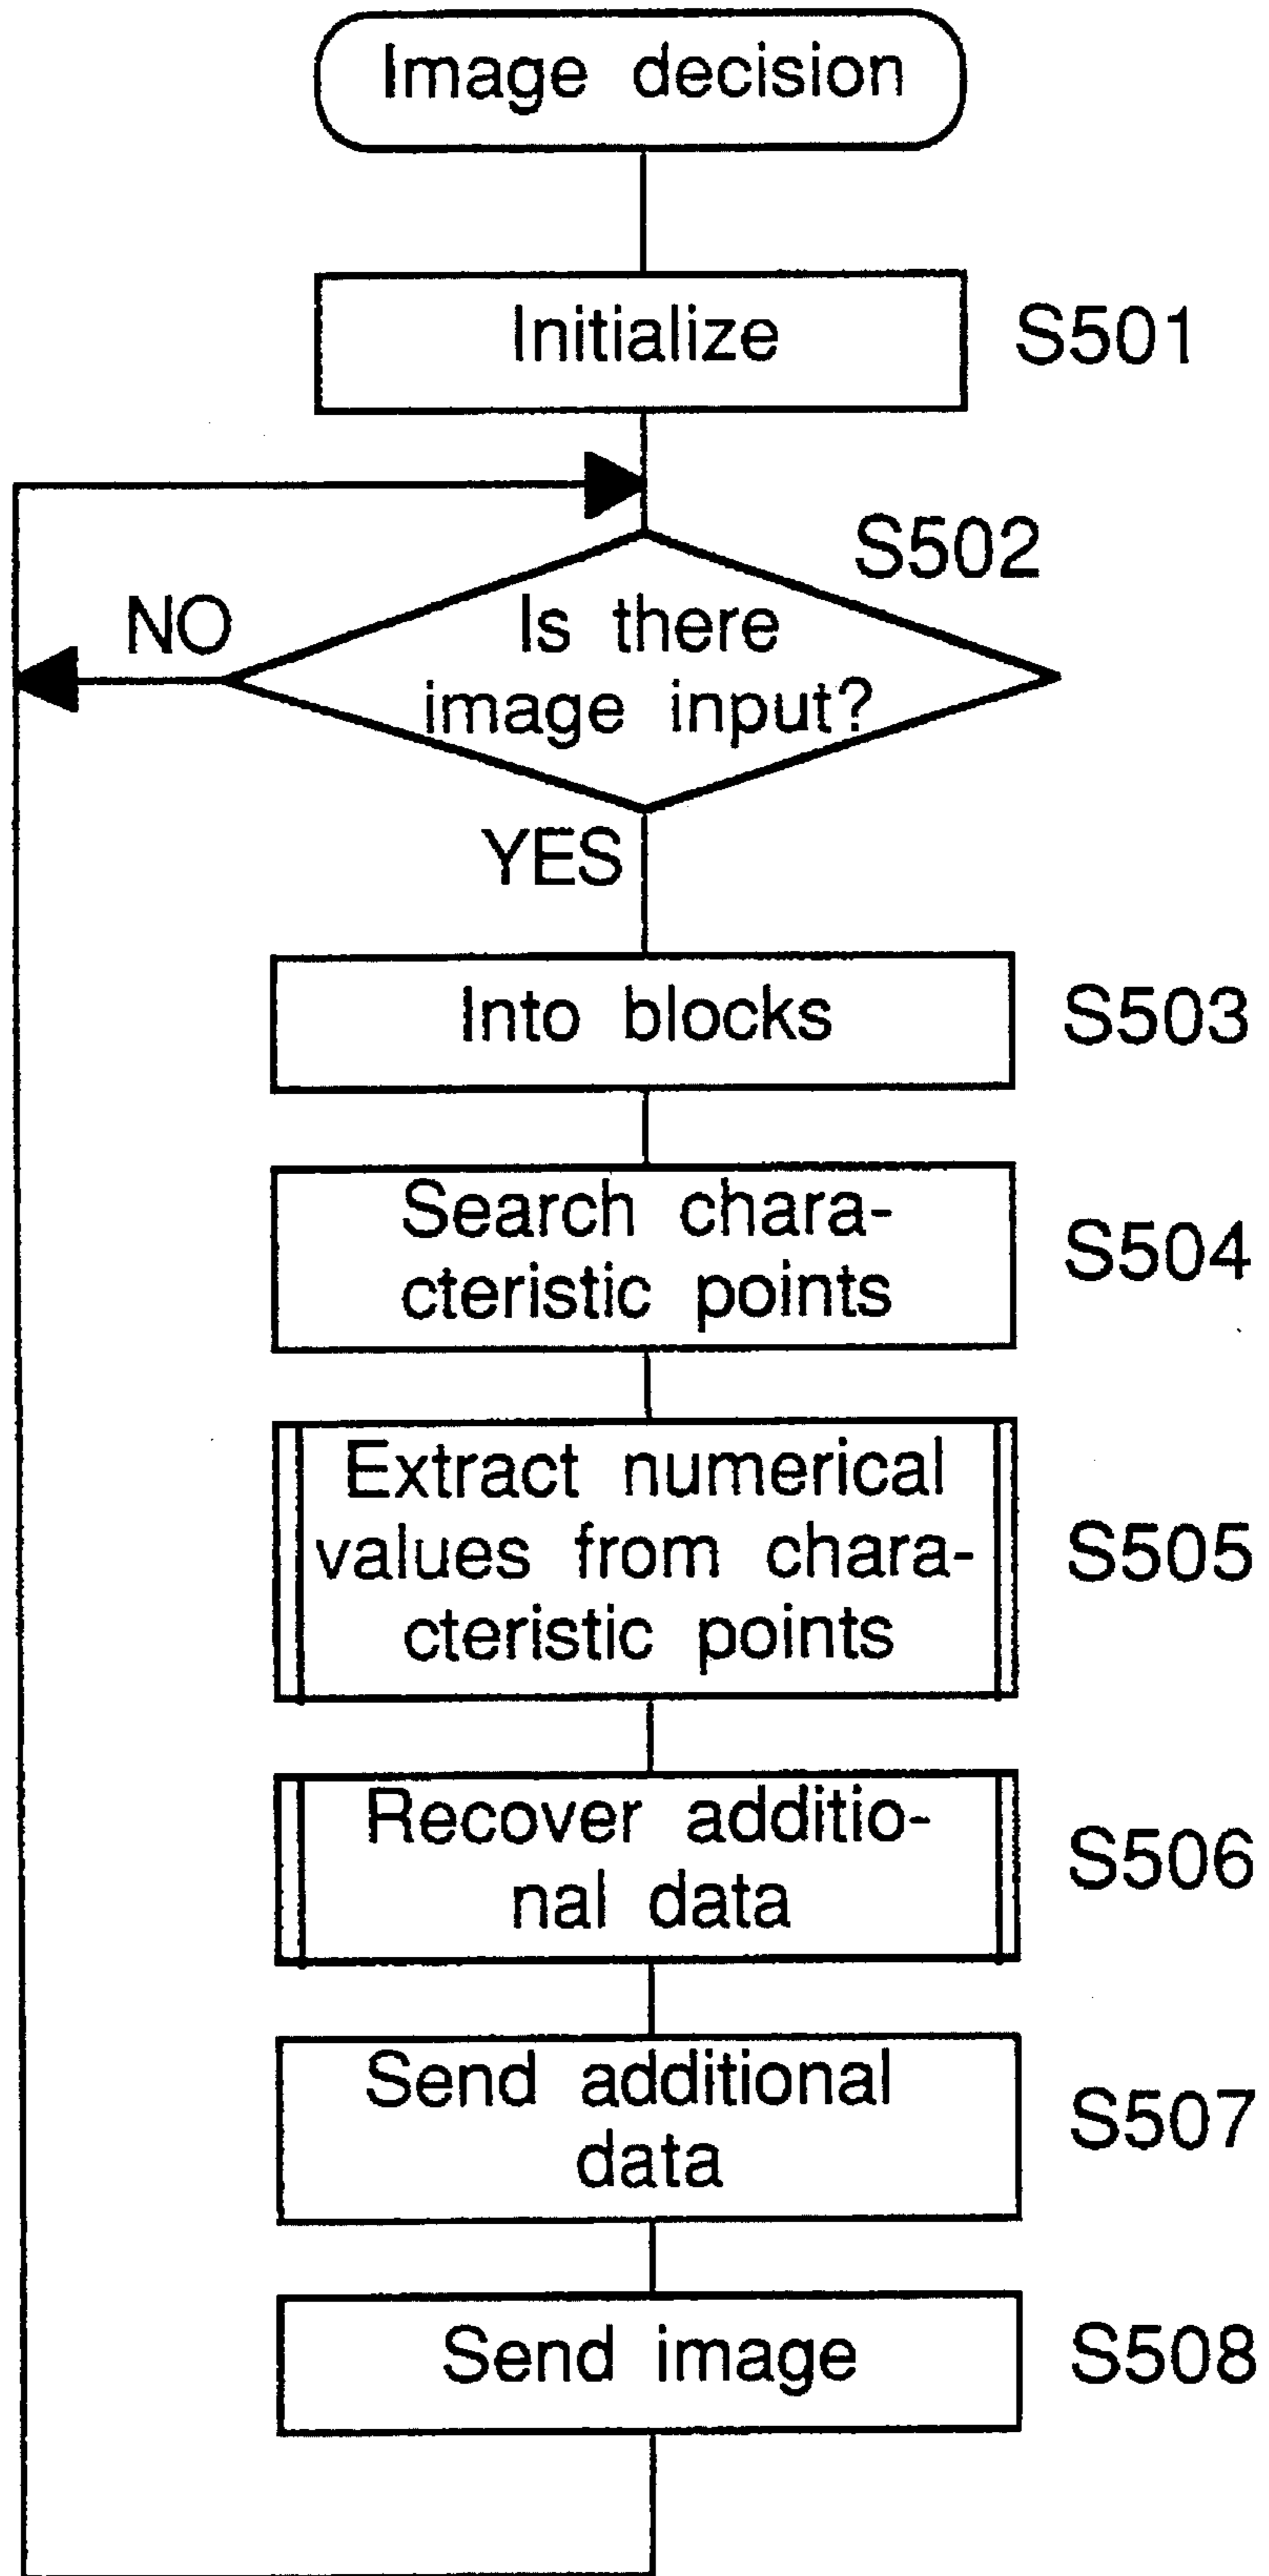 Image decision
Initialize
S501
S502
Is there
image input?
NO
YES
Into blocks
S503
Search chara-
cteristic points
S504
Extract numerical
values from chara-
cteristic points
S505
Recover additio-
nal data
S506
Send additional
data
S507
Send image
S508